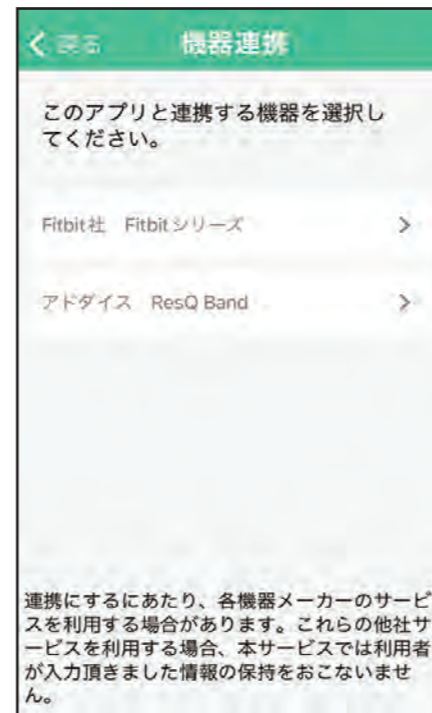 戻る 機器連携
このアプリと連携する機器を選択し
てください。
Fitbit社 Fitbitシリーズ
アドダイス ResQ Band
連携にするにあたり、各機器メーカーのサービ
スを利用する場合があります。これらの他社サ
ービスを利用する場合、本サービスでは利用者
が入力頂きました情報の保持をおこないませ
ん。